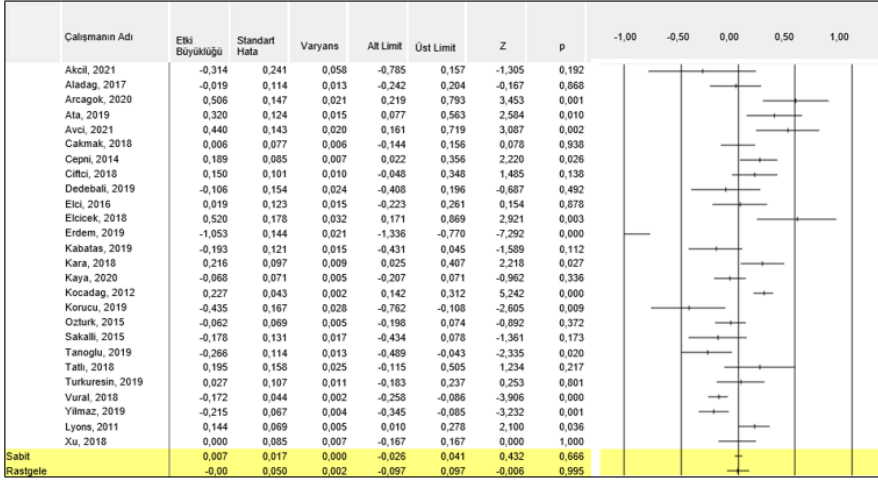 Çalışmanın Adı Etki Büyüklüğü Standart Hata Varyans Alt Limit Üst Limit Z p -1,00 -0,50 0,00 0,50 1,00
Akcil, 2021 -0,314 0,241 0,058 -0,785 0,157 -1,305 0,192
Aladag, 2017 -0,019 0,114 0,013 -0,242 0,204 -0,167 0,868
Arcagok, 2020 0,506 0,147 0,021 0,219 0,793 3,453 0,001
Ata, 2019 0,320 0,124 0,015 0,077 0,563 2,584 0,010
Avci, 2021 0,440 0,143 0,020 0,161 0,719 3,087 0,002
Cakmak, 2018 0,006 0,077 0,006 -0,144 0,156 0,078 0,938
Cepni, 2014 0,189 0,085 0,007 0,022 0,356 2,220 0,026
Ciftci, 2018 0,150 0,101 0,010 -0,048 0,348 1,485 0,138
Dedebali, 2019 -0,106 0,154 0,024 -0,408 0,196 -0,687 0,492
Elci, 2016 0,019 0,123 0,015 -0,223 0,261 0,154 0,878
Elcicek, 2018 0,520 0,178 0,032 0,171 0,869 2,921 0,003
Erdem, 2019 -1,053 0,144 0,021 -1,336 -0,770 -7,292 0,000
Kabatas, 2019 -0,193 0,121 0,015 -0,431 0,045 -1,589 0,112
Kara, 2018 0,216 0,097 0,009 0,025 0,407 2,218 0,027
Kaya, 2020 -0,068 0,071 0,005 -0,207 0,071 -0,962 0,336
Kocadag, 2012 0,227 0,043 0,002 0,142 0,312 5,242 0,000
Korucu, 2019 -0,435 0,167 0,028 -0,762 -0,108 -2,605 0,009
Ozturk, 2015 -0,062 0,069 0,005 -0,198 0,074 -0,892 0,372
Sakalli, 2015 -0,178 0,131 0,017 -0,434 0,078 -1,361 0,173
Tanoglu, 2019 -0,266 0,114 0,013 -0,489 -0,043 -2,335 0,020
Tatlı, 2018 0,195 0,158 0,025 -0,115 0,505 1,234 0,217
Turkuresin, 2019 0,027 0,107 0,011 -0,183 0,237 0,253 0,801
Vural, 2018 -0,172 0,044 0,002 -0,258 -0,086 -3,906 0,000
Yilmaz, 2019 -0,215 0,067 0,004 -0,345 -0,085 -3,232 0,001
Lyons, 2011 0,144 0,069 0,005 0,010 0,278 2,100 0,036
Xu, 2018 0,000 0,085 0,007 -0,167 0,167 0,000 1,000
Sabit 0,007 0,017 0,000 -0,026 0,041 0,432 0,666
Rastgele -0,00 0,050 0,002 -0,097 0,097 -0,006 0,995